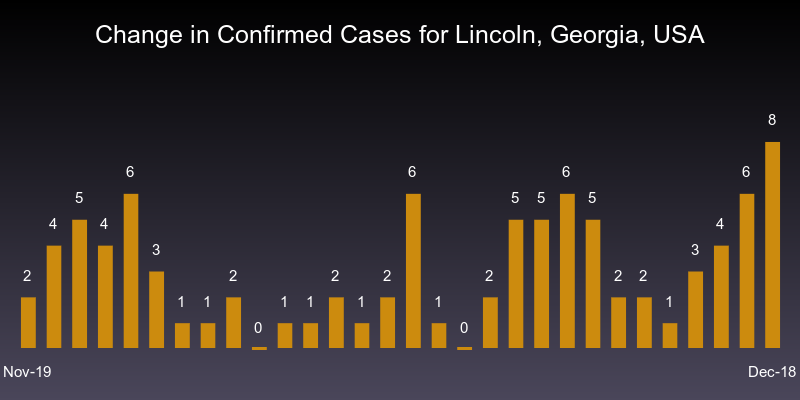 Change in Confirmed Cases for Lincoln, Georgia, USA
2 4 5 4 6 3 1 1 2 0 1 1 2 1 2 6 1 0 2 5 5 6 5 2 2 1 3 4 6 8
Nov-19 Dec-18